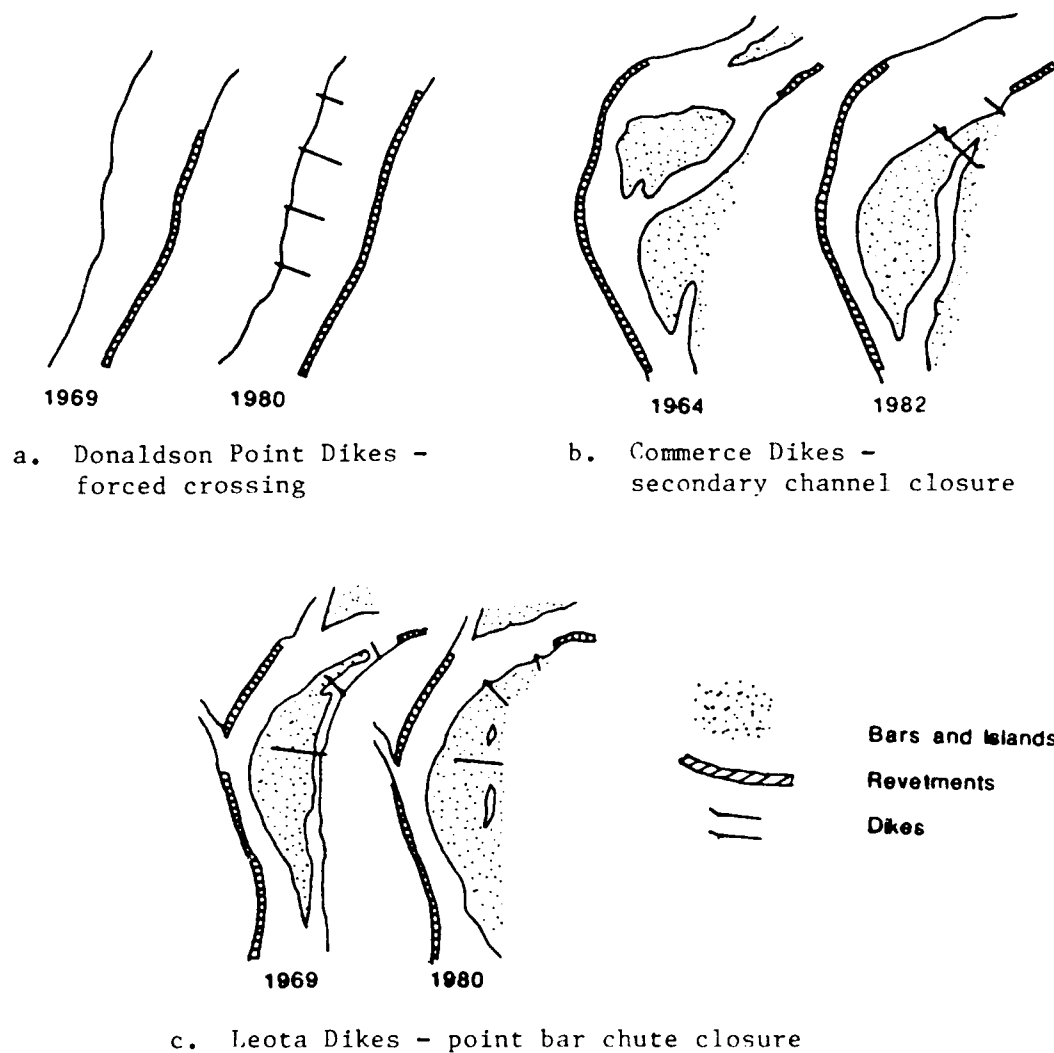 1969
1980
a. Donaldson Point Dikes -
forced crossing
1964
1982
b. Commerce Dikes -
secondary channel closure
1969
1980
Bars and Islands
Revetments
Dikes
c. Leota Dikes - point bar chute closure